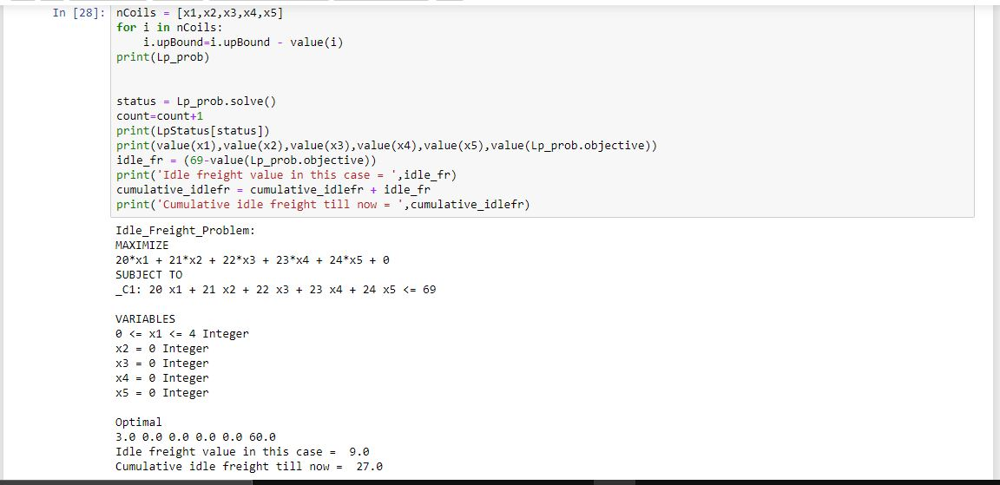 In [28]: nCoils = [x1,x2,x3,x4,x5]
for i in nCoils:
    i.upBound=i.upBound - value(i)
print(Lp_prob)
status = Lp_prob.solve()
count=count+1
print(LpStatus[status])
print(value(x1),value(x2),value(x3),value(x4),value(x5),value(Lp_prob.objective))
idle_fr = (69-value(Lp_prob.objective))
print('Idle freight value in this case = ',idle_fr)
cumulative_idlefr = cumulative_idlefr + idle_fr
print('Cumulative idle freight till now = ',cumulative_idlefr)
Idle_Freight_Problem:
MAXIMIZE
20*x1 + 21*x2 + 22*x3 + 23*x4 + 24*x5 + 0
SUBJECT TO
_C1: 20 x1 + 21 x2 + 22 x3 + 23 x4 + 24 x5 <= 69
VARIABLES
0 <= x1 <= 4 Integer
x2 = 0 Integer
x3 = 0 Integer
x4 = 0 Integer
x5 = 0 Integer
Optimal
3.0 0.0 0.0 0.0 0.0 60.0
Idle freight value in this case =  9.0
Cumulative idle freight till now =  27.0